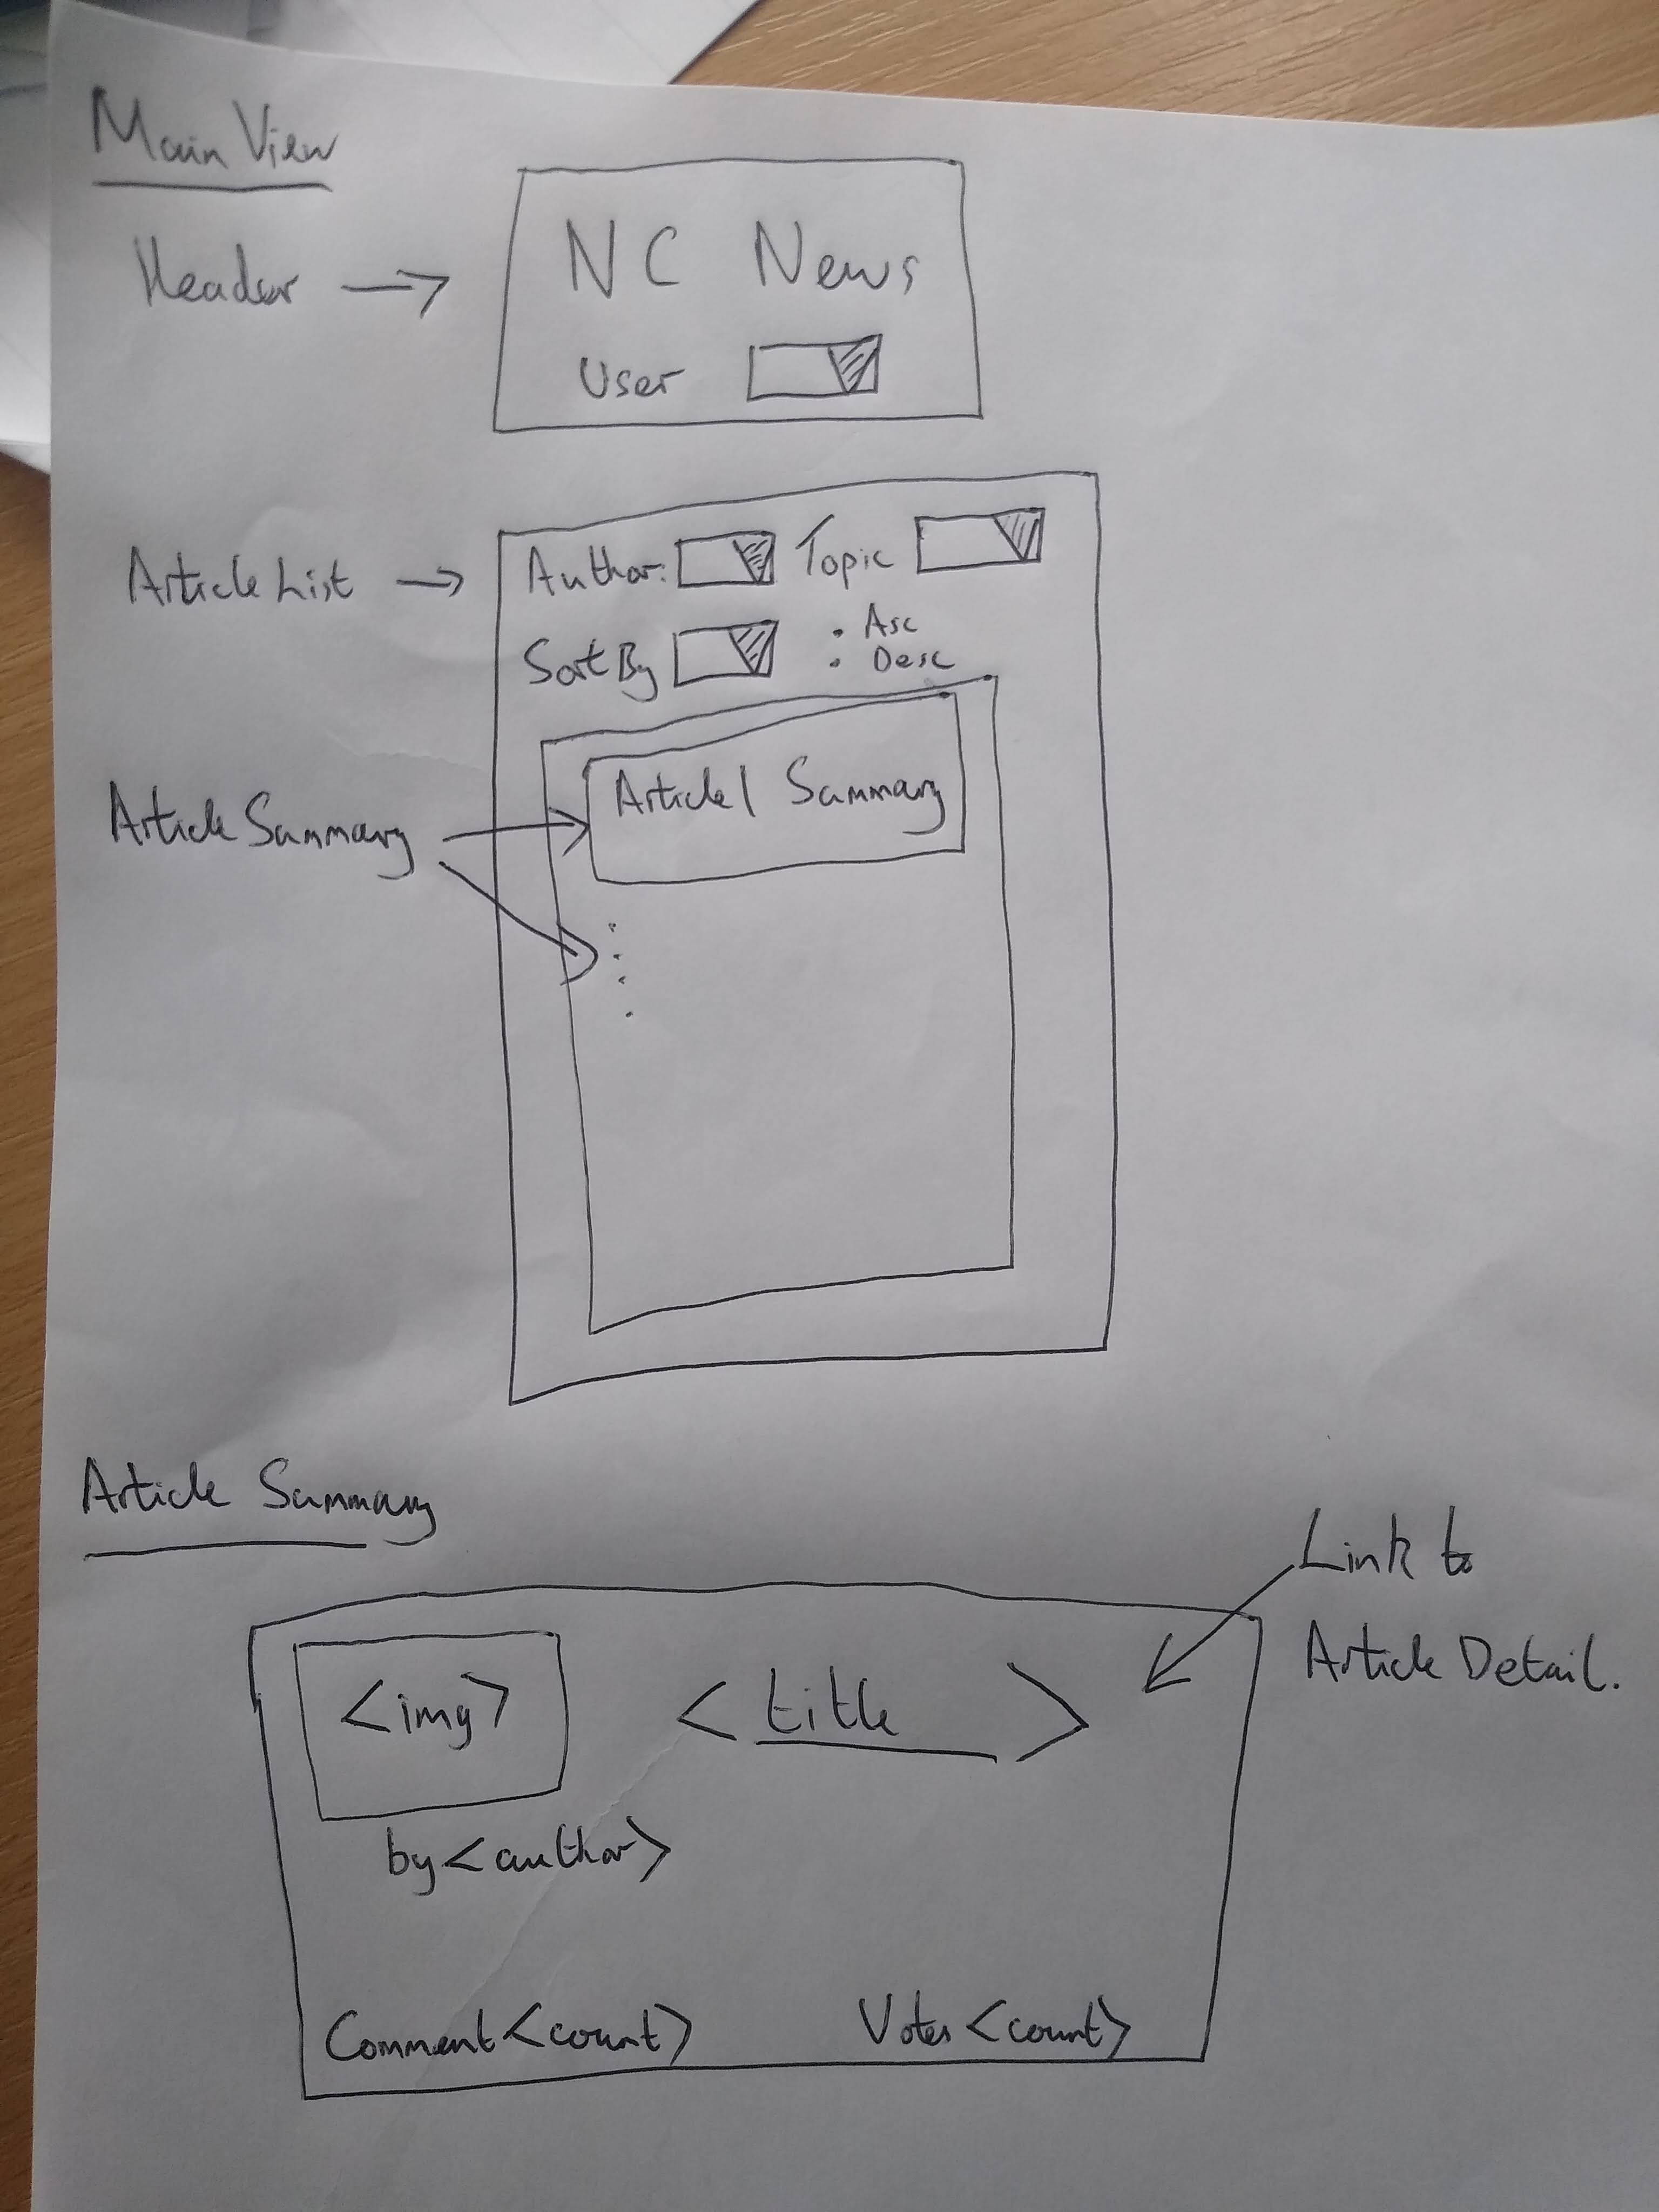 Main View
Header
NC News
User
Article List
Author: Topic
Sort By
Asc
Desc
Article Summary
Article 1 Summary
Article Summary
Link to
Article Detail.
<img>
<title>
by <author>
Comment <count>
Votes <count>